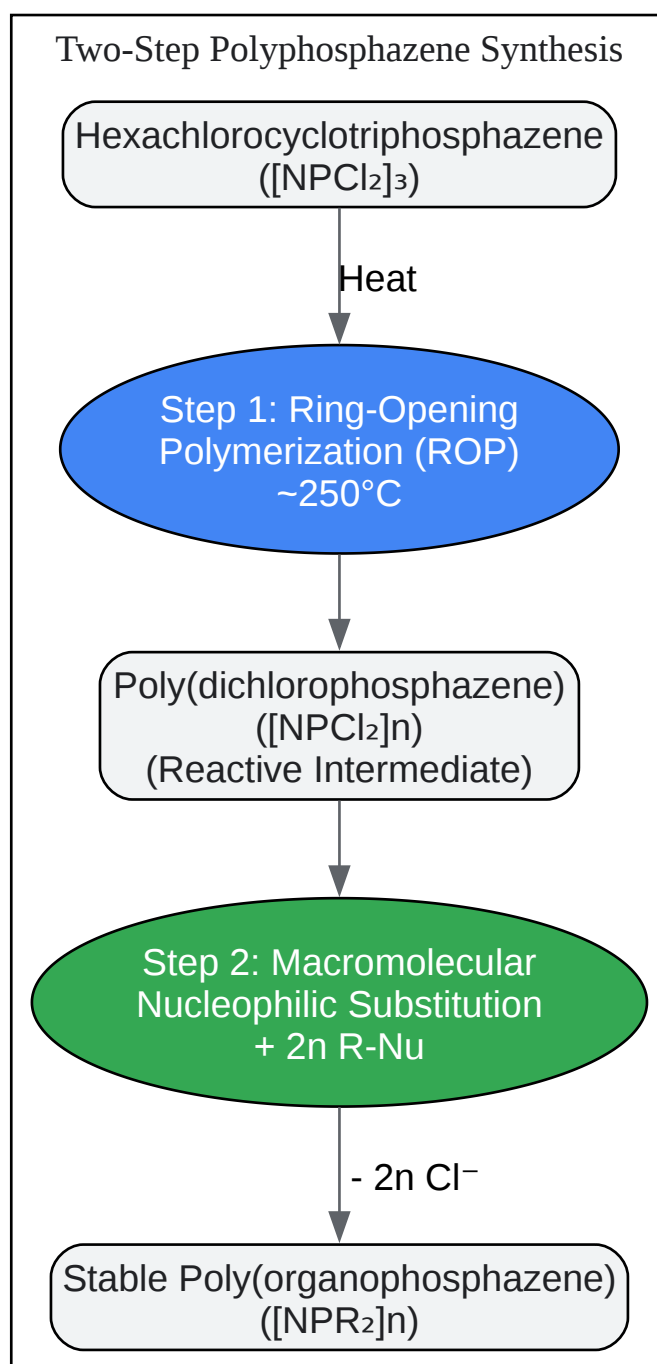 Two-Step Polyphosphazene Synthesis
Hexachlorocyclotriphosphazene
([NPCl₂]₃)
Heat
Step 1: Ring-Opening
Polymerization (ROP)
~250°C
Poly(dichlorophosphazene)
([NPCl₂]n)
(Reactive Intermediate)
Step 2: Macromolecular
Nucleophilic Substitution
+ 2n R-Nu
- 2n Cl⁻
Stable Poly(organophosphazene)
([NPR₂]n)